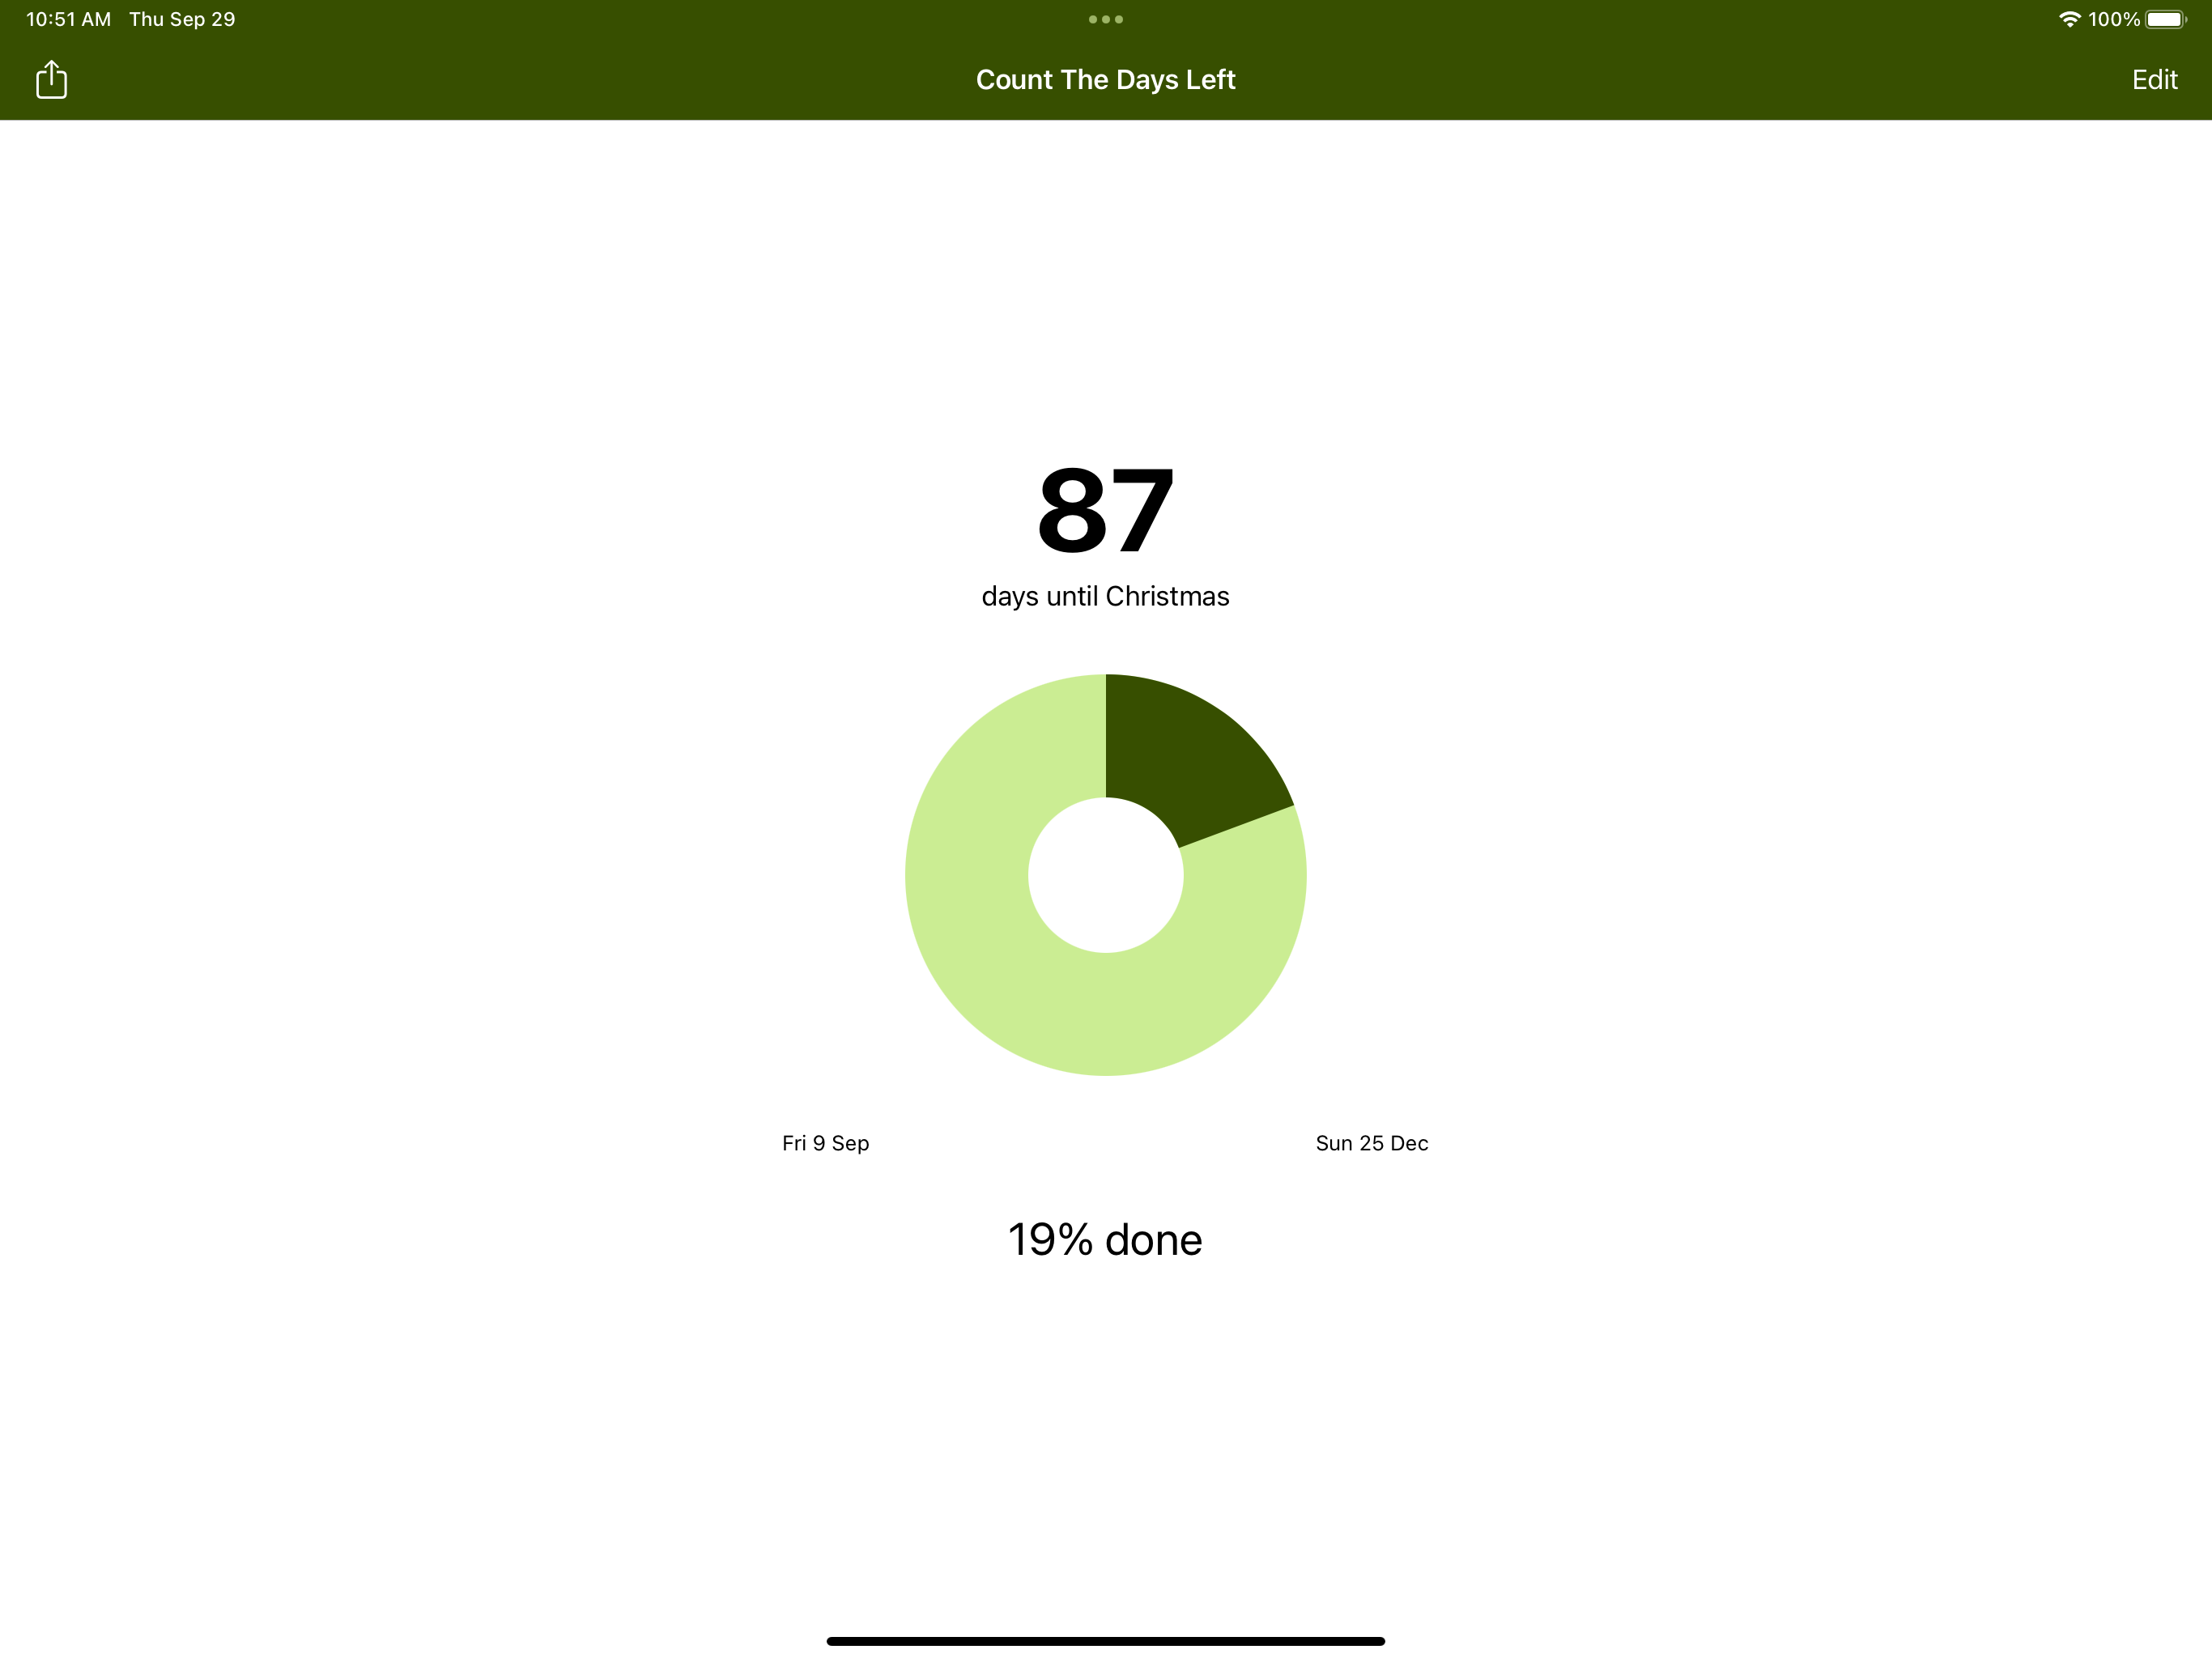 10:51 AM Thu Sep 29
100%
Count The Days Left
Edit
87
days until Christmas
Fri 9 Sep
Sun 25 Dec
19% done